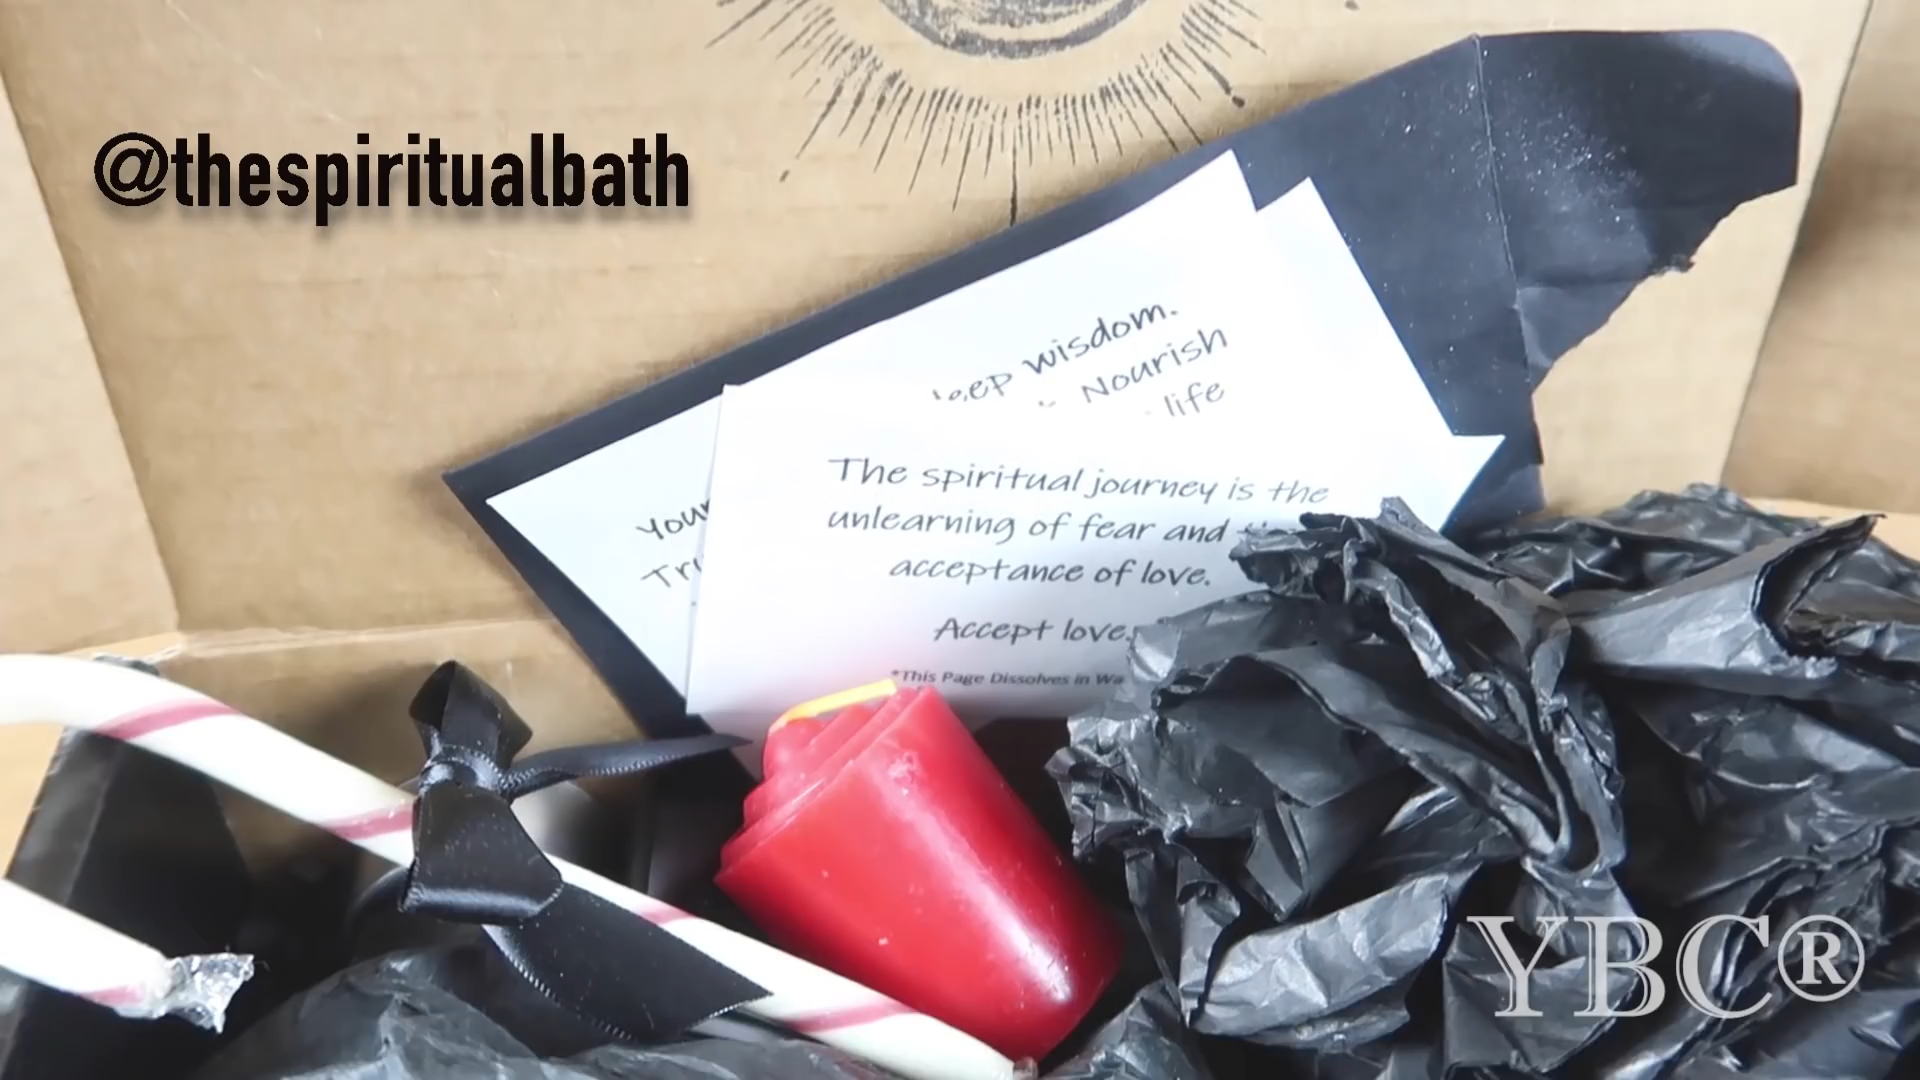 @thespiritualbath
wisdom.
Nourish
life
The spiritual journey is the
unlearning of fear and
acceptance of love.
Accept love.
*This Page Dissolves in
YBC®